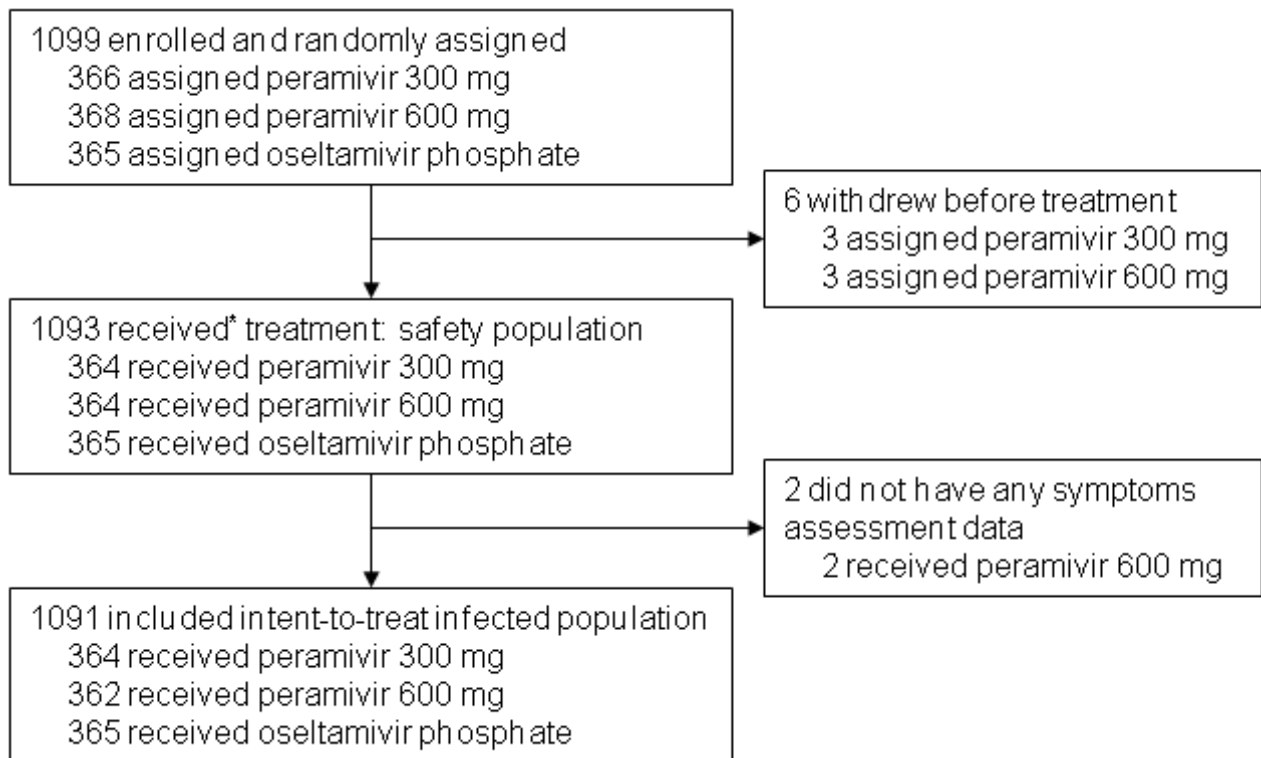 1099 enrolled and randomly assigned
366 assigned peramivir 300 mg
368 assigned peramivir 600 mg
365 assigned oseltamivir phosphate
6 withdrew before treatment
3 assigned peramivir 300 mg
3 assigned peramivir 600 mg
1093 received* treatment: safety population
364 received peramivir 300 mg
364 received peramivir 600 mg
365 received oseltamivir phosphate
2 did not have any symptoms
assessment data
2 received peramivir 600 mg
1091 included intent-to-treat infected population
364 received peramivir 300 mg
362 received peramivir 600 mg
365 received oseltamivir phosphate